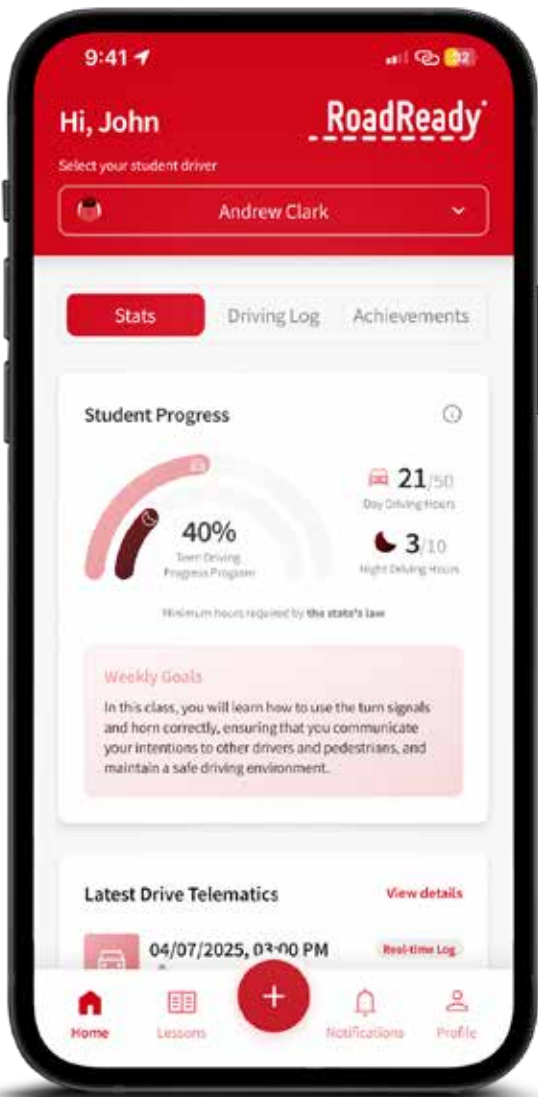 9:41
32
Hi, John
RoadReady
Select your student driver
Andrew Clark
Stats
Driving Log
Achievements
Student Progress
40%
Teen Driving
Progress Program
21/50
Day Driving Hours
3/10
Night Driving Hours
Minimum hours required by the state's law
Weekly Goals
In this class, you will learn how to use the turn signals
and horn correctly, ensuring that you communicate
your intentions to other drivers and pedestrians, and
maintain a safe driving environment.
Latest Drive Telematics
View details
04/07/2025, 03:00 PM
Real-time Log
+
Home
Lessons
Notifications
Profile